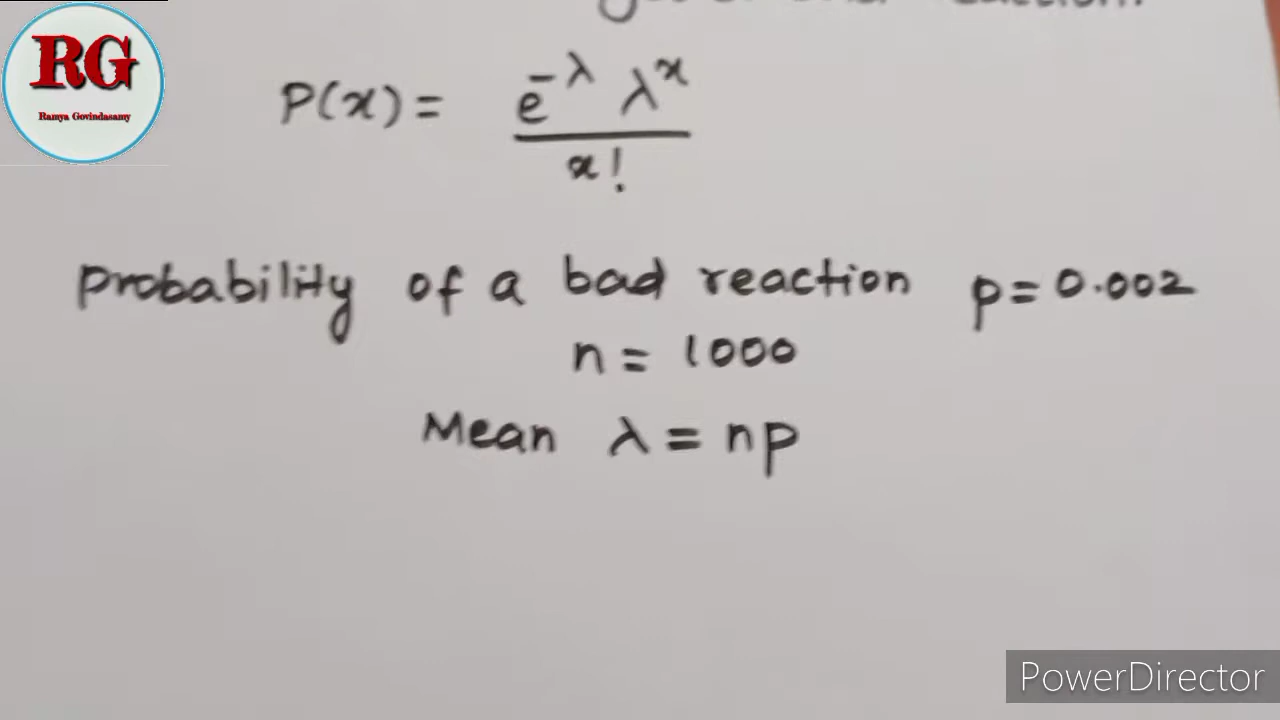 RG
Ramya Govindasamy
P(x) = e^-λ λ^x / x!
Probability of a bad reaction p = 0.002
n = 1000
Mean λ = np
PowerDirector